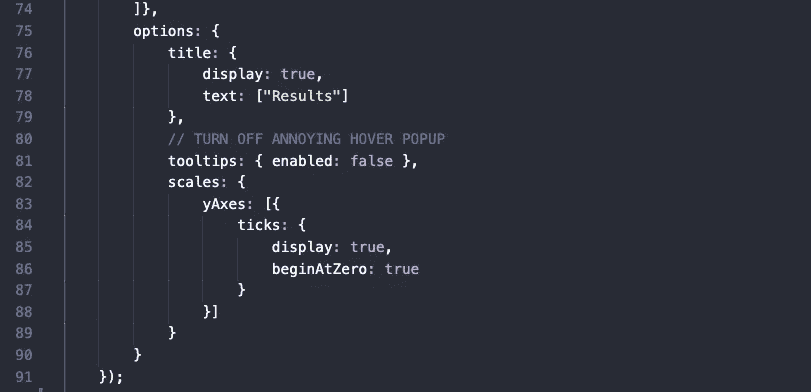 74 ]},
75 options: {
76 title: {
77 display: true,
78 text: ["Results"]
79 },
80 // TURN OFF ANNOYING HOVER POPUP
81 tooltips: { enabled: false },
82 scales: {
83 yAxes: [{
84 ticks: {
85 display: true,
86 beginAtZero: true
87 }
88 }]
89 }
90 }
91 });